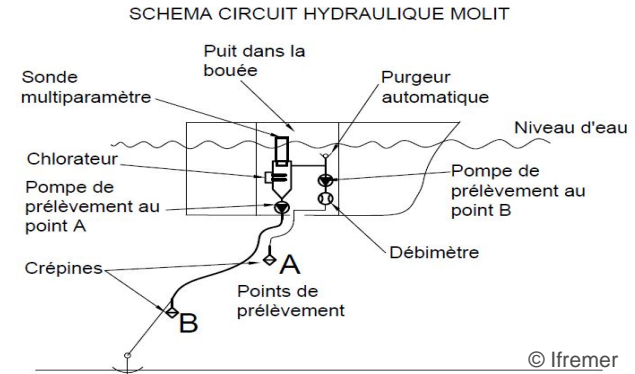 SCHEMA CIRCUIT HYDRAULIQUE MOLIT
Puit dans la
bouée
Sonde
multiparamètre
Purgeur
automatique
Niveau d'eau
Chlorateur
Pompe de
prélèvement au
point A
Pompe de
prélèvement au
point B
Débimètre
Crépines
A
Points de
prélèvement
B
© Ifremer